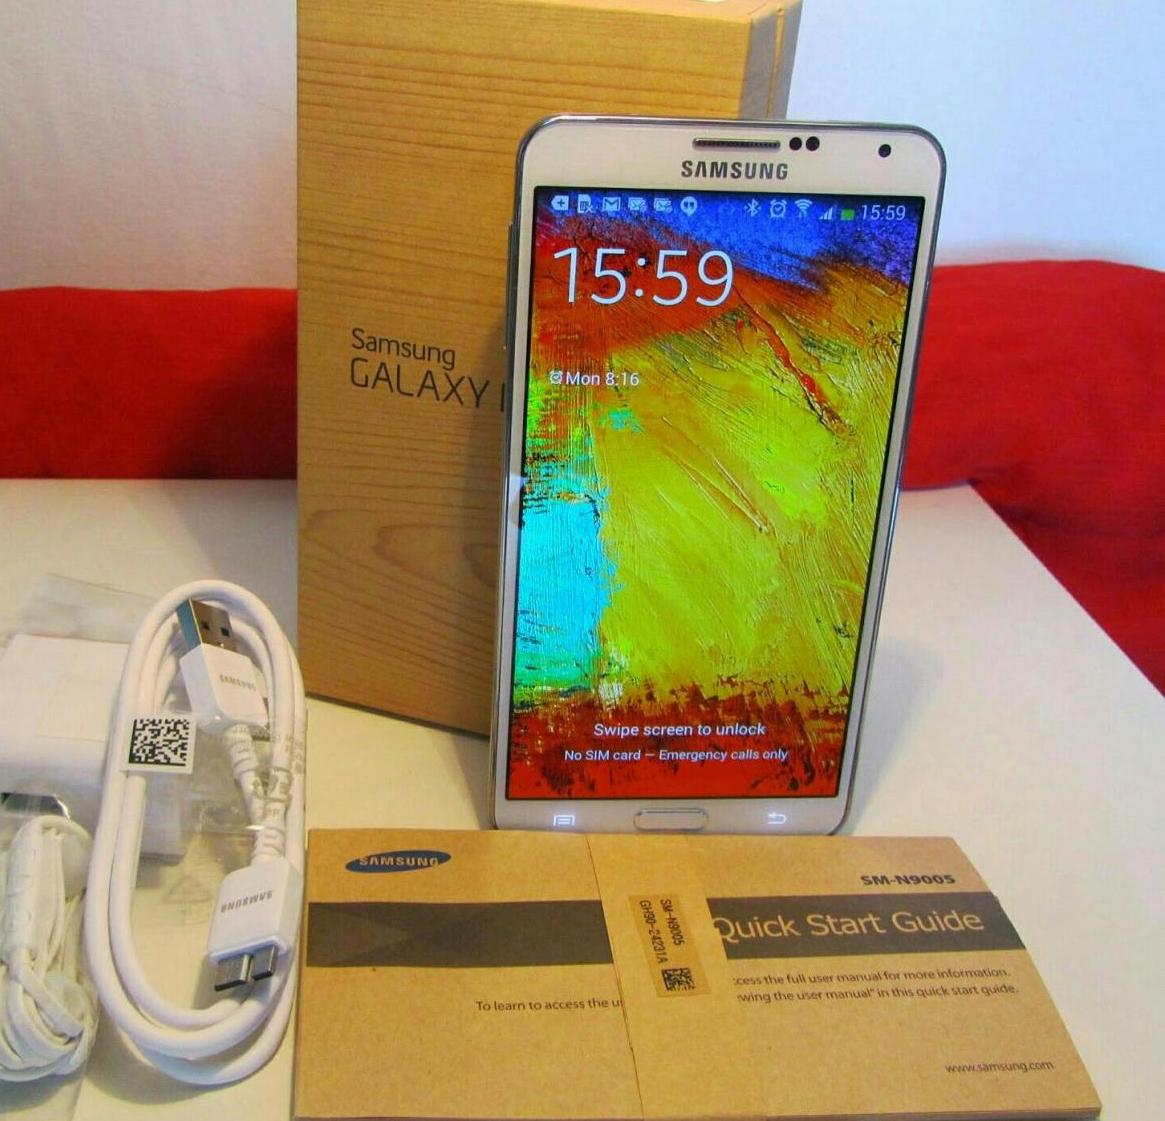 SAMSUNG
15:59
15:59
Mon 8:16
Swipe screen to unlock
No SIM card — Emergency calls only
Samsung
GALAXY
SAMSUNG
SAMSUNG
SAMSUNG
SM-N9005
Quick Start Guide
SM-N9005
GH90-24231A
To learn to access the
the full user manual for more information.
the user manual" in this quick start guide.
www.samsung.com